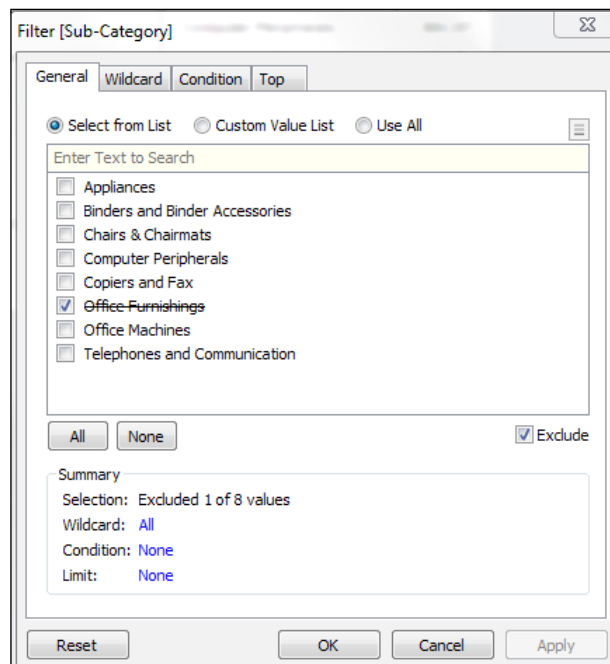 Filter [Sub-Category]
General Wildcard Condition Top
Select from List Custom Value List Use All
Enter Text to Search
Appliances
Binders and Binder Accessories
Chairs & Chairmats
Computer Peripherals
Copiers and Fax
Office Furnishings
Office Machines
Telephones and Communication
All None Exclude
Summary
Selection: Excluded 1 of 8 values
Wildcard: All
Condition: None
Limit: None
Reset OK Cancel Apply